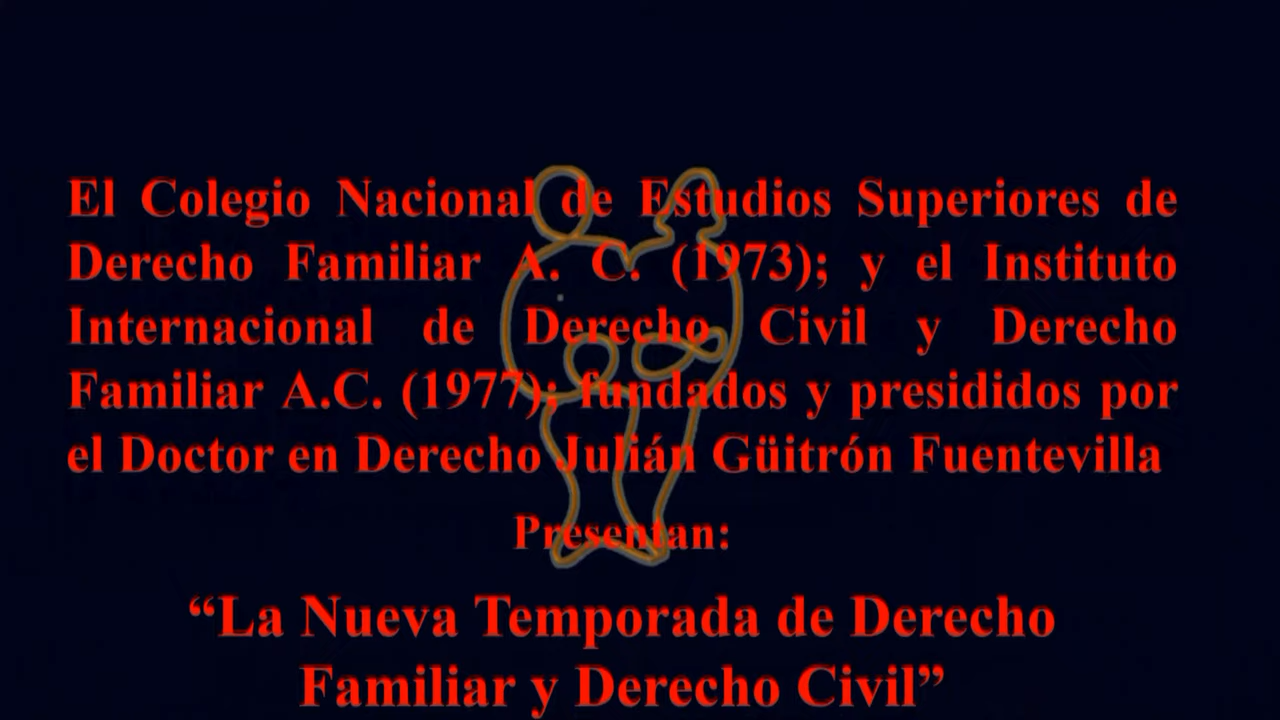 El Colegio Nacional de Estudios Superiores de
Derecho Familiar A. C. (1973); y el Instituto
Internacional de Derecho Civil y Derecho
Familiar A.C. (1977); fundados y presididos por
el Doctor en Derecho Julián Güitrón Fuentevilla
Presentan:
“La Nueva Temporada de Derecho
Familiar y Derecho Civil”